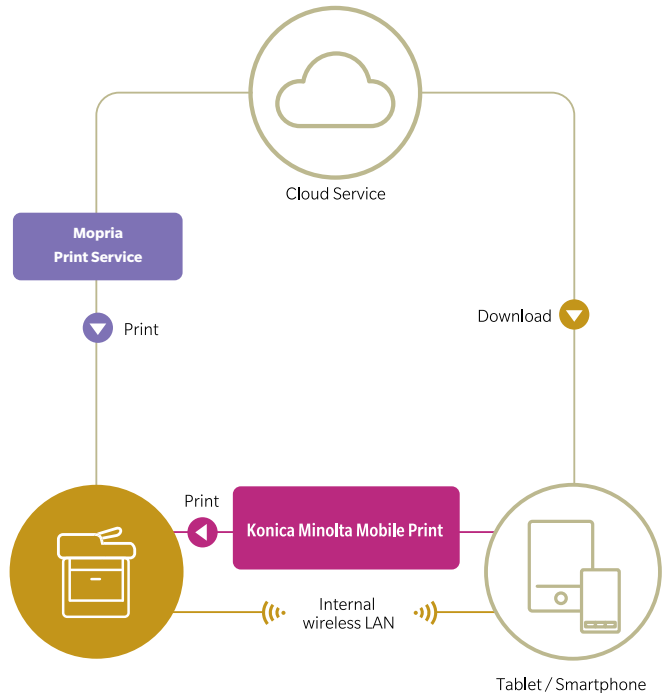 Cloud Service
Mopria
Print Service
Print
Download
Print
Konica Minolta Mobile Print
Internal
wireless LAN
Tablet / Smartphone